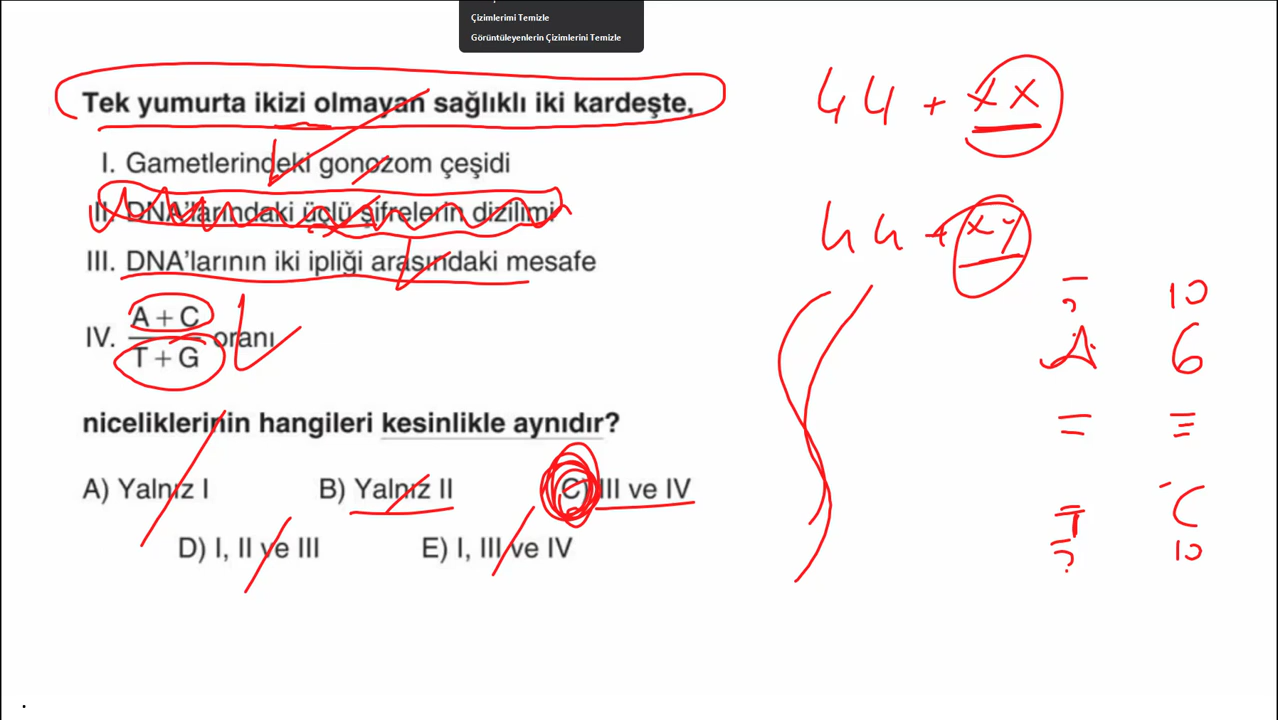 Çizimlerimi Temizle
Görüntüleyenlerin Çizimlerini Temizle
Tek yumurta ikizi olmayan sağlıklı iki kardeşte,
I. Gametlerindeki gonozom çeşidi
II. DNA'larındaki üçlü şifrelerin dizilimi
III. DNA'larının iki ipliği arasındaki mesafe
IV. A + C
T + G oranı
niceliklerinin hangileri kesinlikle aynıdır?
A) Yalnız I B) Yalnız II C) III ve IV
D) I, II ve III E) I, III ve IV
44 + XX
44 + XY
? 10
A G
= ≡
T C
? 10